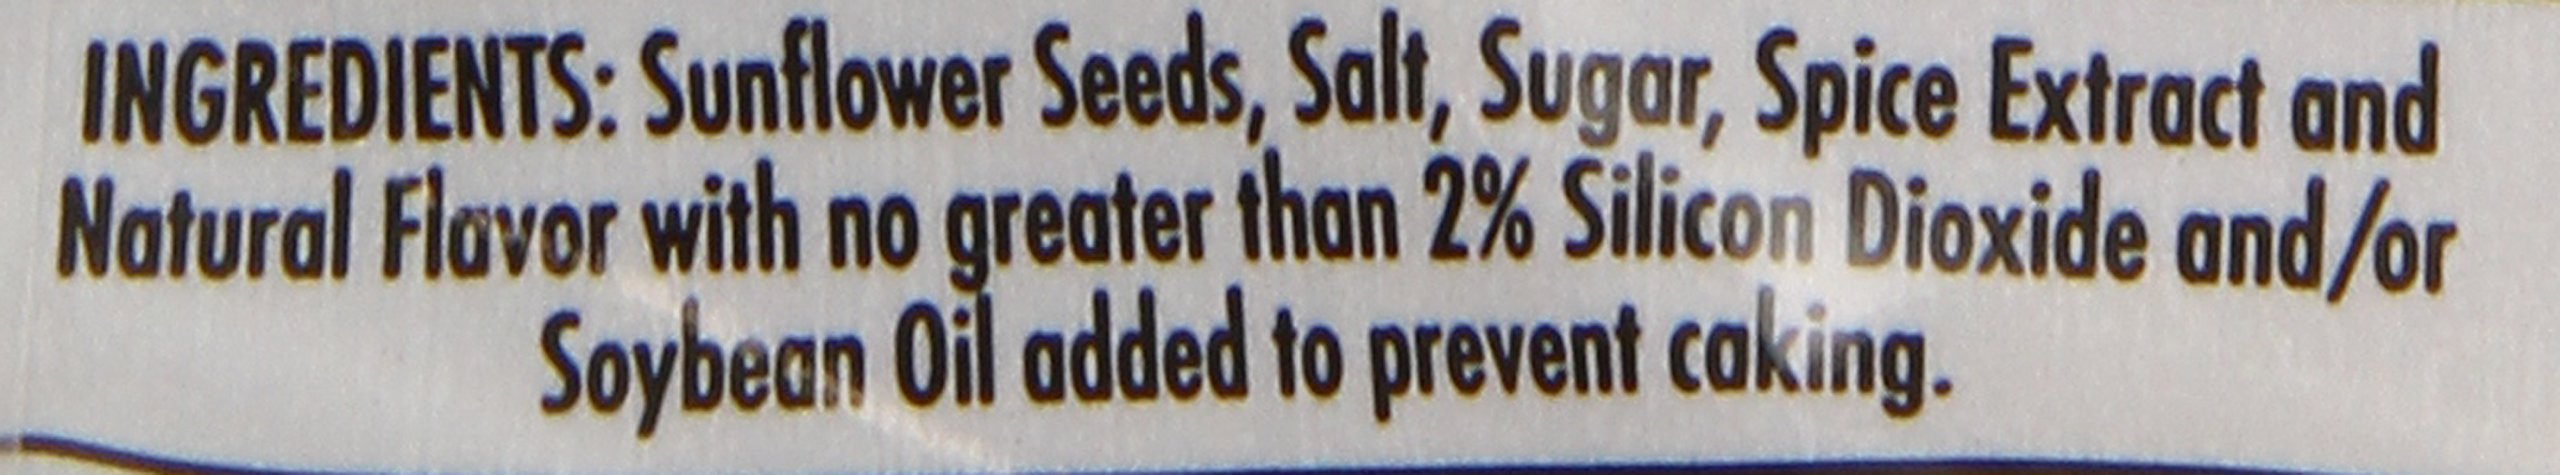 INGREDIENTS: Sunflower Seeds, Salt, Sugar, Spice Extract and
Natural Flavor with no greater than 2% Silicon Dioxide and/or
Soybean Oil added to prevent caking.